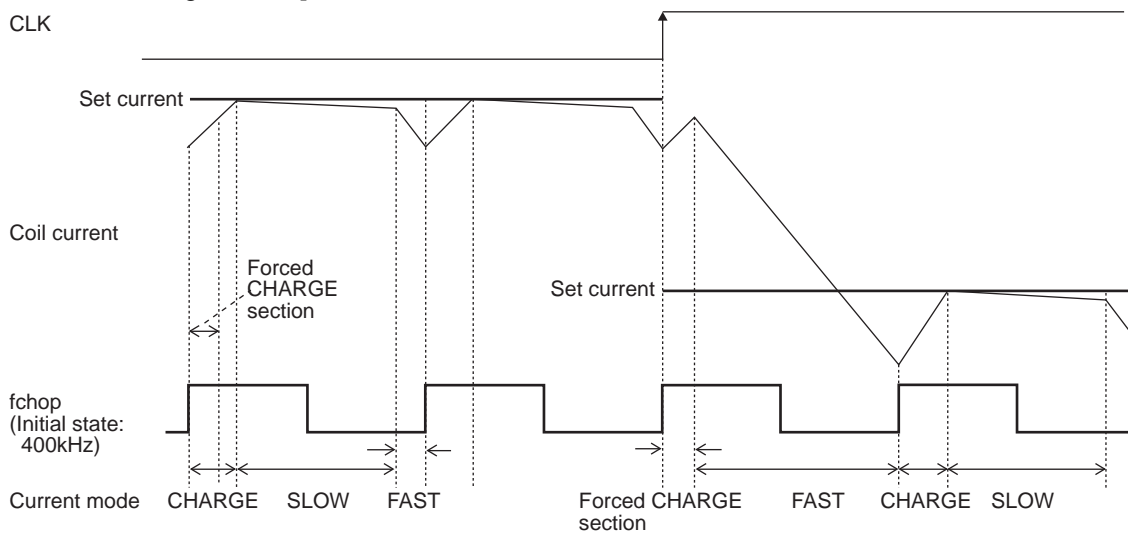 CLK
Set current
Coil current
Forced
CHARGE
section
Set current
fchop
(Initial state:
400kHz)
Current mode CHARGE SLOW FAST Forced CHARGE FAST CHARGE SLOW
section